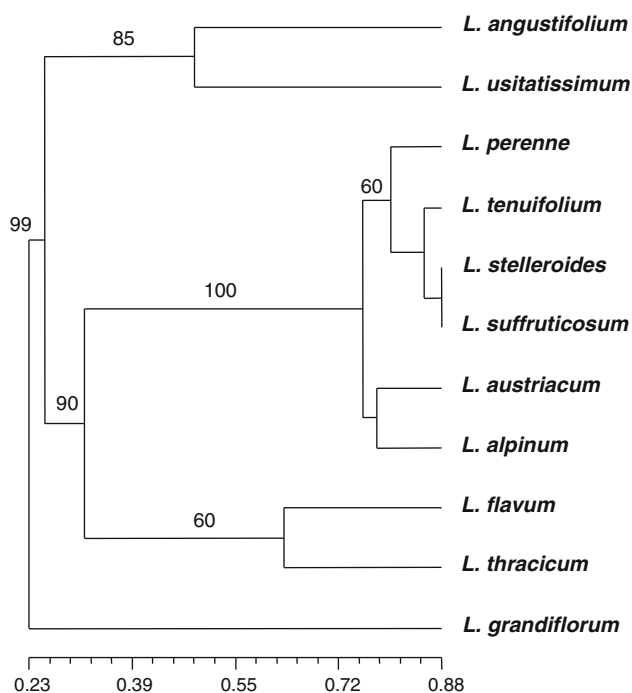 L. angustifolium
85
L. usitatissimum
L. perenne
60
L. tenuifolium
99
L. stelleroides
100
L. suffruticosum
L. austriacum
90
L. alpinum
L. flavum
60
L. thracicum
L. grandiflorum
0.23 0.39 0.55 0.72 0.88